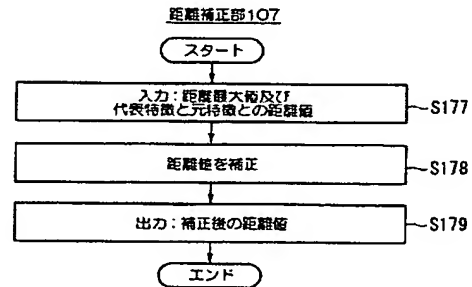 距離補正部107
スタート
入力:距離最大値及び
代表特徴と元特徴との距離値
S177
距離値を補正
S178
出力:補正後の距離値
S179
エンド